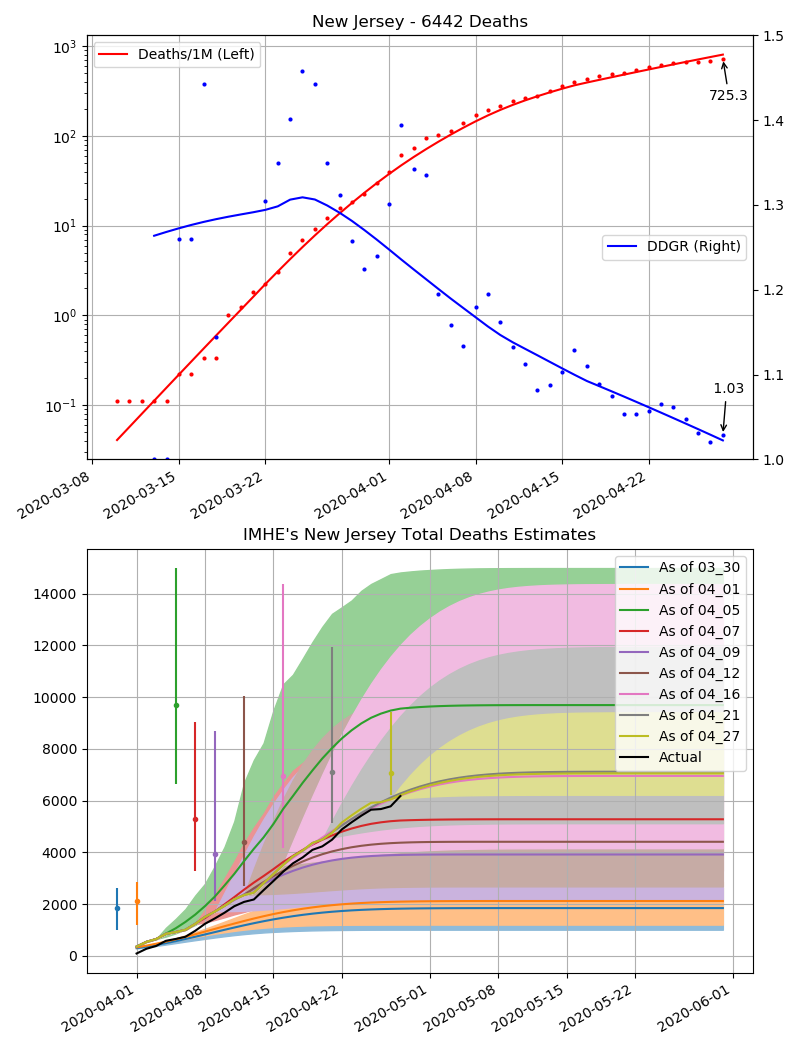 New Jersey - 6442 Deaths
Deaths/1M (Left)
DDGR (Right)
725.3
1.03
10³
10²
10¹
10⁰
10⁻¹
1.5
1.4
1.3
1.2
1.1
1.0
2020-03-08
2020-03-15
2020-03-22
2020-04-01
2020-04-08
2020-04-15
2020-04-22
IMHE's New Jersey Total Deaths Estimates
14000
12000
10000
8000
6000
4000
2000
0
As of 03_30
As of 04_01
As of 04_05
As of 04_07
As of 04_09
As of 04_12
As of 04_16
As of 04_21
As of 04_27
Actual
2020-04-01
2020-04-08
2020-04-15
2020-04-22
2020-05-01
2020-05-08
2020-05-15
2020-05-22
2020-06-01